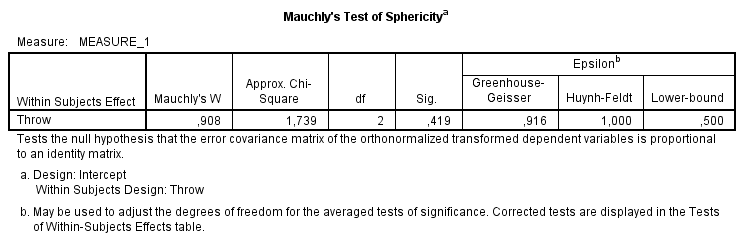 Mauchly's Test of Sphericityᵃ
Measure: MEASURE_1
Epsilonᵇ
Within Subjects Effect Mauchly's W Approx. Chi-Square df Sig. Greenhouse-Geisser Huynh-Feldt Lower-bound
Throw ,908 1,739 2 ,419 ,916 1,000 ,500
Tests the null hypothesis that the error covariance matrix of the orthonormalized transformed dependent variables is proportional
to an identity matrix.
a. Design: Intercept
Within Subjects Design: Throw
b. May be used to adjust the degrees of freedom for the averaged tests of significance. Corrected tests are displayed in the Tests
of Within-Subjects Effects table.